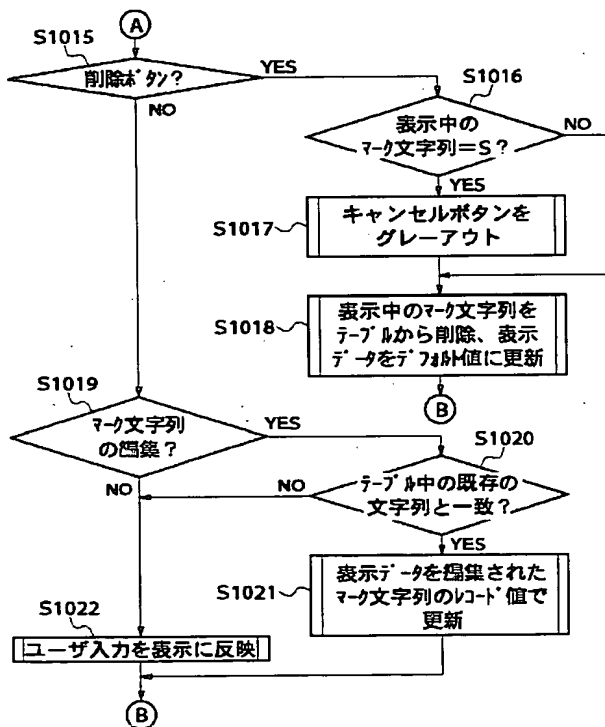 A
S1015
削除ボタン?
YES
NO
S1016
表示中の
マーク文字列=S?
NO
YES
S1017
キャンセルボタンを
グレーアウト
S1018
表示中のマーク文字列を
テーブルから削除、表示
データをデフォルト値に更新
B
S1019
マーク文字列
の編集?
YES
NO
S1020
テーブル中の既存の
文字列と一致?
NO
YES
S1021
表示データを編集された
マーク文字列のレコード値で
更新
S1022
ユーザ入力を表示に反映
B